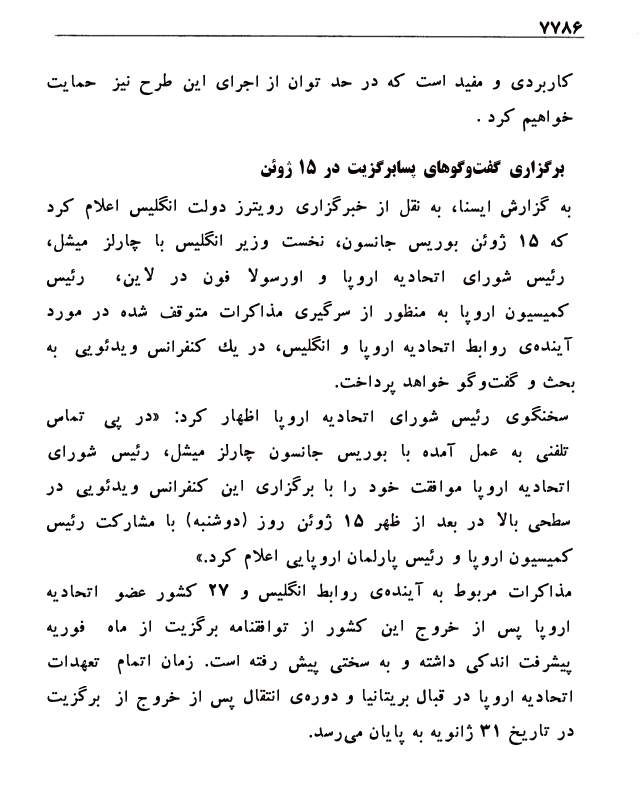 ۷۷۸۶
کاربردی و مفید است که در حد توان از اجرای این طرح نیز حمایت
خواهیم کرد .
برگزاری گفت‌وگوهای پسابرگزیت در ۱۵ ژوئن
به گزارش ایسنا، به نقل از خبرگزاری رویترز دولت انگلیس اعلام کرد
که ۱۵ ژوئن بوریس جانسون، نخست وزیر انگلیس با چارلز میشل،
رئیس شورای اتحادیه اروپا و اورسولا فون در لاین، رئیس
کمیسیون اروپا به منظور از سرگیری مذاکرات متوقف شده در مورد
آینده‌ی روابط اتحادیه اروپا و انگلیس، در یك کنفرانس ویدئویی به
بحث و گفت‌وگو خواهد پرداخت.
سخنگوی رئیس شورای اتحادیه اروپا اظهار کرد: «در پی تماس
تلفنی به عمل آمده با بوریس جانسون چارلز میشل، رئیس شورای
اتحادیه اروپا موافقت خود را با برگزاری این کنفرانس ویدئویی در
سطحی بالا در بعد از ظهر ۱۵ ژوئن روز (دوشنبه) با مشارکت رئیس
کمیسیون اروپا و رئیس پارلمان اروپایی اعلام کرد.»
مذاکرات مربوط به آینده‌ی روابط انگلیس و ۲۷ کشور عضو اتحادیه
اروپا پس از خروج این کشور از توافقنامه برگزیت از ماه فوریه
پیشرفت اندکی داشته و به سختی پیش رفته است. زمان اتمام تعهدات
اتحادیه اروپا در قبال بریتانیا و دوره‌ی انتقال پس از خروج از برگزیت
در تاریخ ۳۱ ژانویه به پایان می‌رسد.